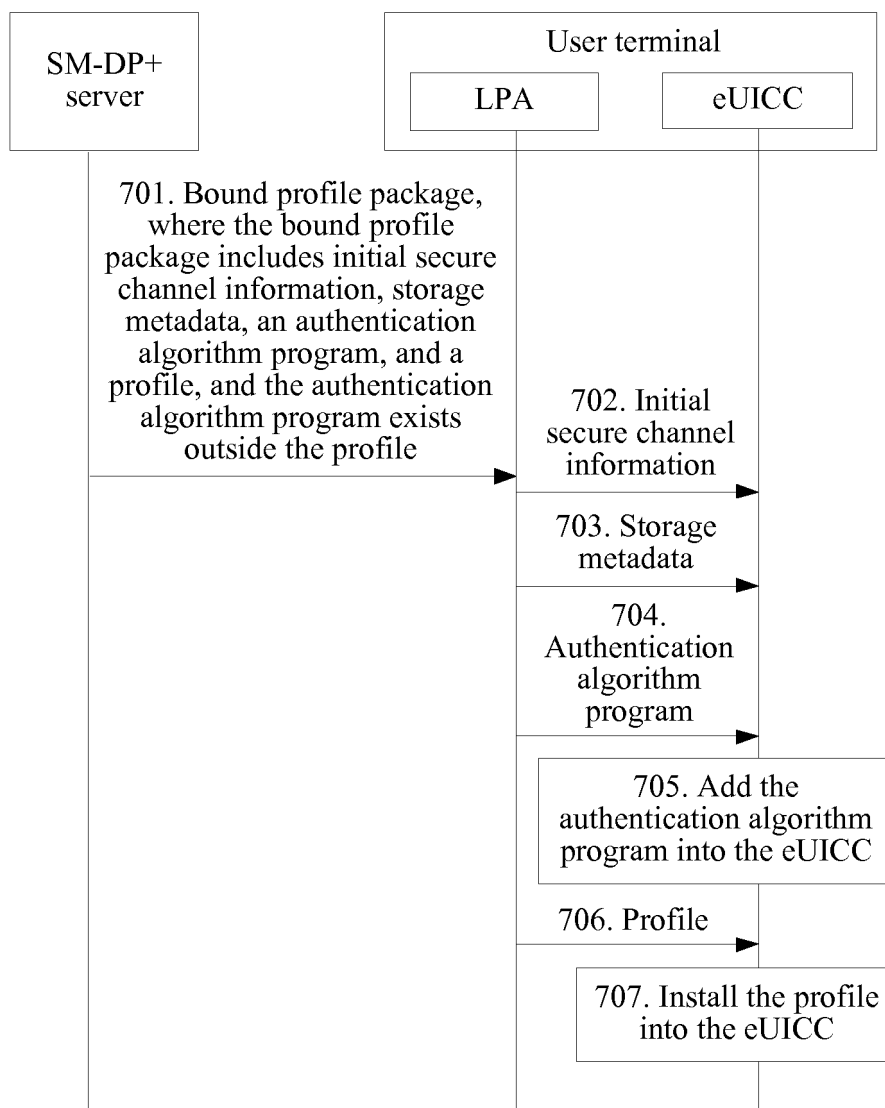 SM-DP+
server
User terminal
LPA
eUICC
701. Bound profile package,
where the bound profile
package includes initial secure
channel information, storage
metadata, an authentication
algorithm program, and a
profile, and the authentication
algorithm program exists
outside the profile
702. Initial
secure channel
information
703. Storage
metadata
704.
Authentication
algorithm
program
705. Add the
authentication algorithm
program into the eUICC
706. Profile
707. Install the profile
into the eUICC